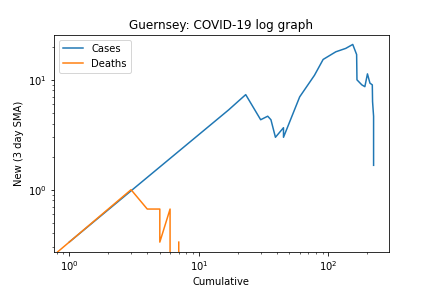 Guernsey: COVID-19 log graph
Cases
Deaths
New (3 day SMA)
10¹
10⁰
10⁰ 10¹ 10²
Cumulative